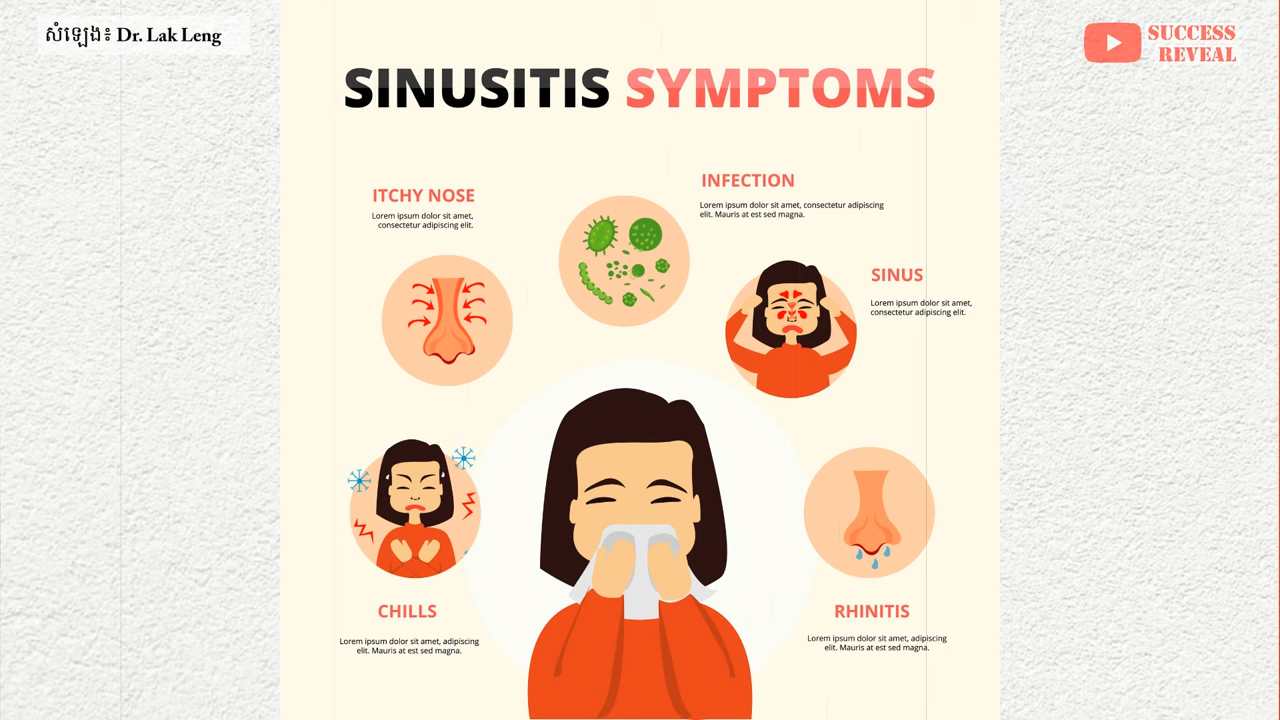 សំឡេង៖ Dr. Lak Leng
SUCCESS
REVEAL
SINUSITIS SYMPTOMS
ITCHY NOSE
Lorem ipsum dolor sit amet,
consectetur adipiscing elit.
INFECTION
Lorem ipsum dolor sit amet, consectetur adipiscing
elit. Mauris at est sed magna.
SINUS
Lorem ipsum dolor sit amet,
consectetur adipiscing elit.
CHILLS
Lorem ipsum dolor sit amet, adipiscing
elit. Mauris at est sed magna.
RHINITIS
Lorem ipsum dolor sit amet, adipiscing
elit. Mauris at est sed magna.